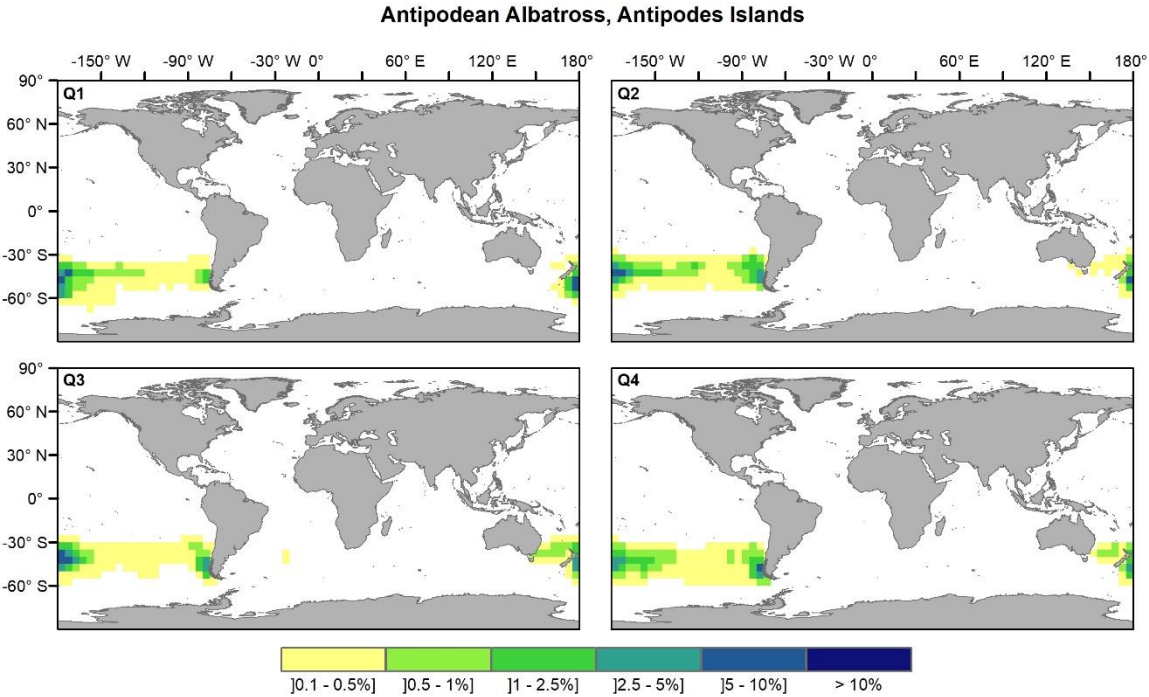 Antipodean Albatross, Antipodes Islands
-150° W -90° W -30° W 0° 60° E 120° E 180° -150° W -90° W -30° W 0° 60° E 120° E 180°
90°
Q1 Q2
60° N
30° N
0°
-30° S
-60° S
90°
Q3 Q4
60° N
30° N
0°
-30° S
-60° S
]0.1 - 0.5%] ]0.5 - 1%] ]1 - 2.5%] ]2.5 - 5%] ]5 - 10%] > 10%